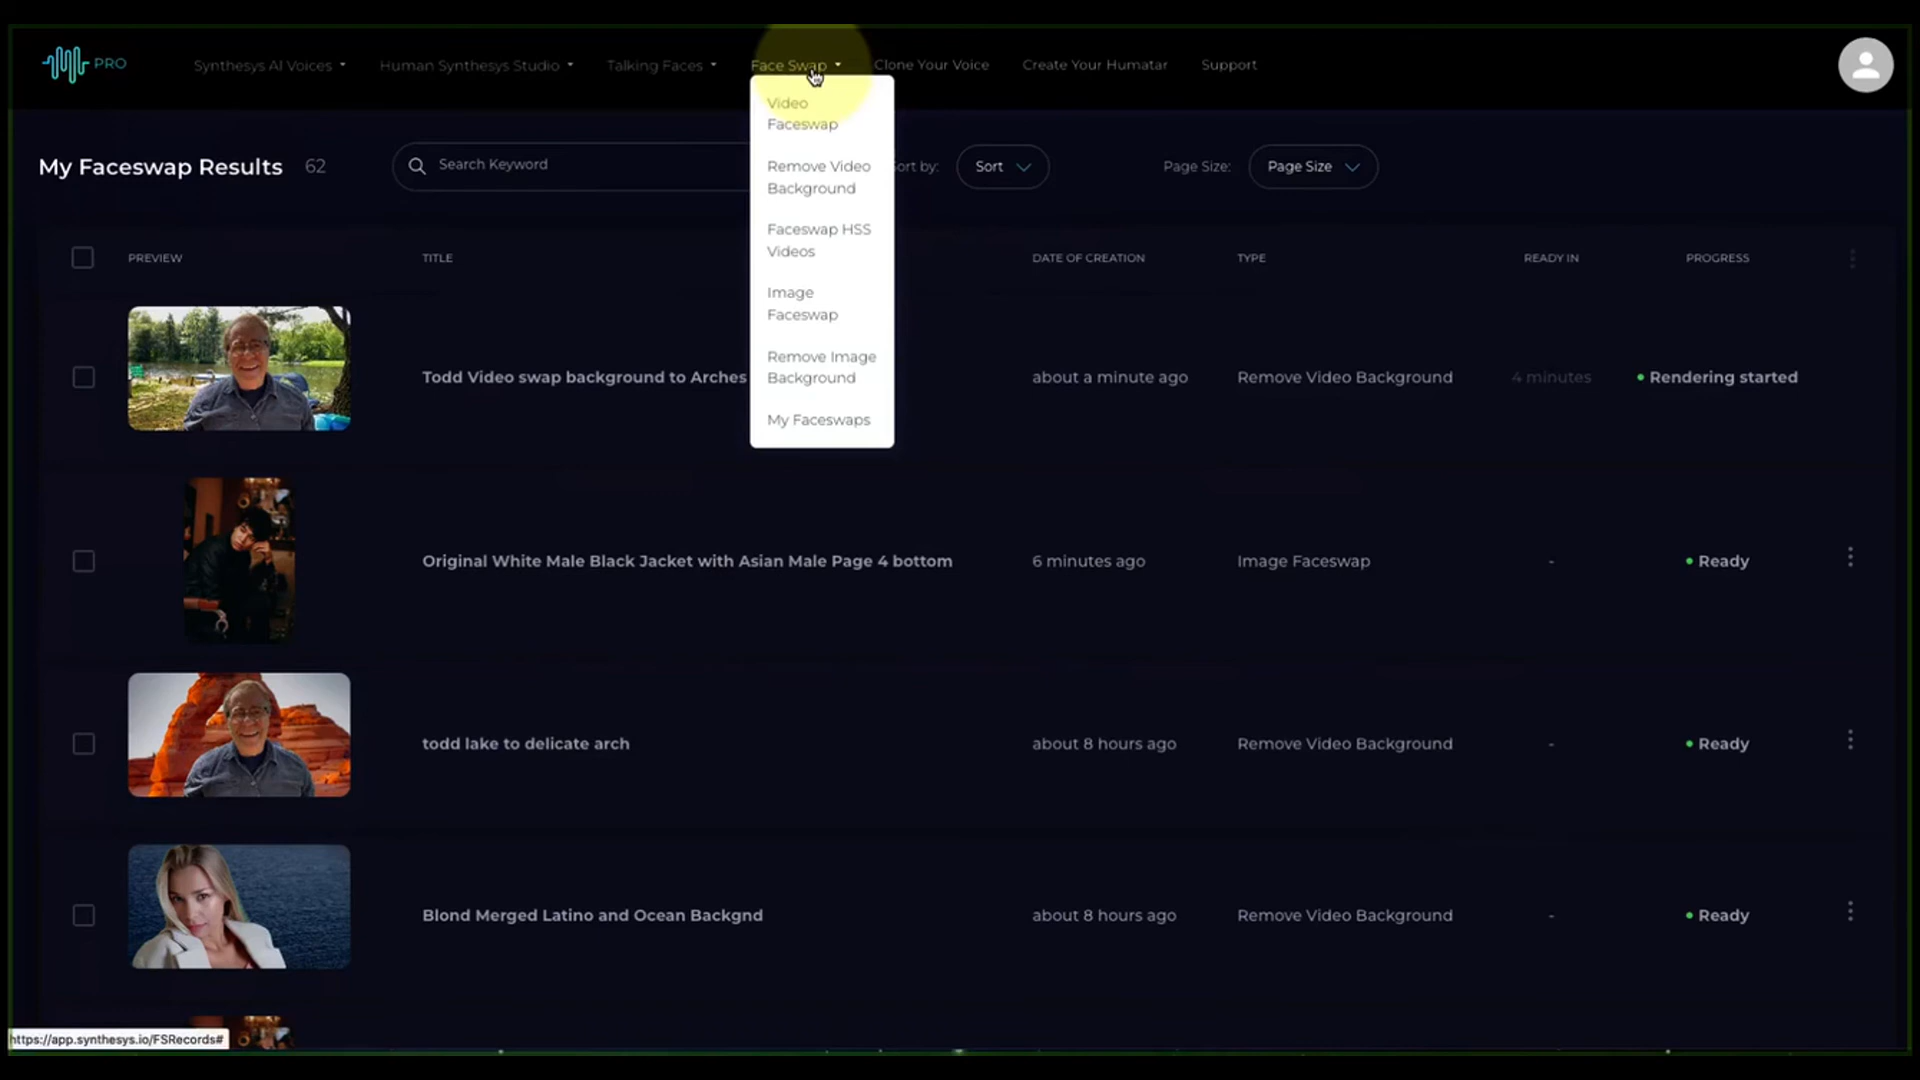 PRO
Synthesys AI Voices
Human Synthesys Studio
Talking Faces
Face Swap
Clone Your Voice
Create Your Humatar
Support
Video
Faceswap
Remove Video
Background
Faceswap HSS
Videos
Image
Faceswap
Remove Image
Background
My Faceswaps
My Faceswap Results 62
Search Keyword
ort by:
Sort
Page Size:
Page Size
PREVIEW TITLE DATE OF CREATION TYPE READY IN PROGRESS
Todd Video swap background to Arches about a minute ago Remove Video Background 4 minutes Rendering started
Original White Male Black Jacket with Asian Male Page 4 bottom 6 minutes ago Image Faceswap - Ready
todd lake to delicate arch about 8 hours ago Remove Video Background - Ready
Blond Merged Latino and Ocean Backgnd about 8 hours ago Remove Video Background - Ready
https://app.synthesys.io/FSRecords#